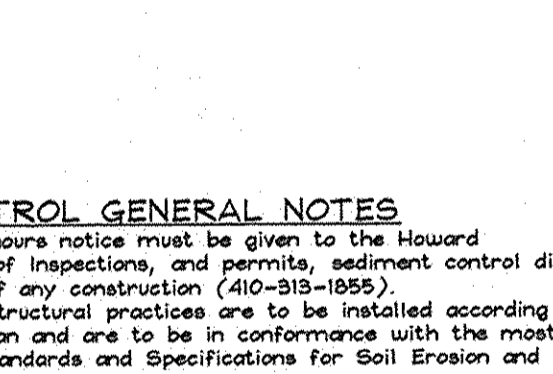 TROL GENERAL NOTES
hours notice must be given to the Howard
of Inspections, and permits, sediment control di
f any construction (410-313-1855).
tructural practices are to be installed according
an and are to be in conformance with the most
tandards and Specifications for Soil Erosion and